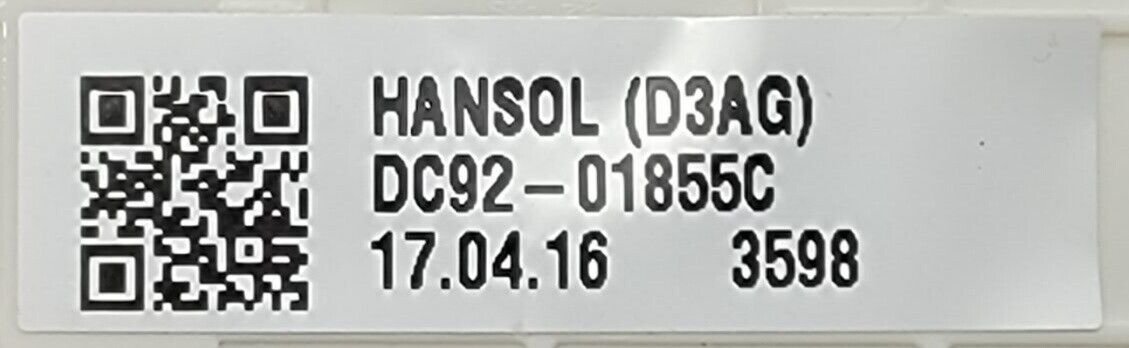 HANSOL (D3AG)
DC92-01855C
17.04.16 3598